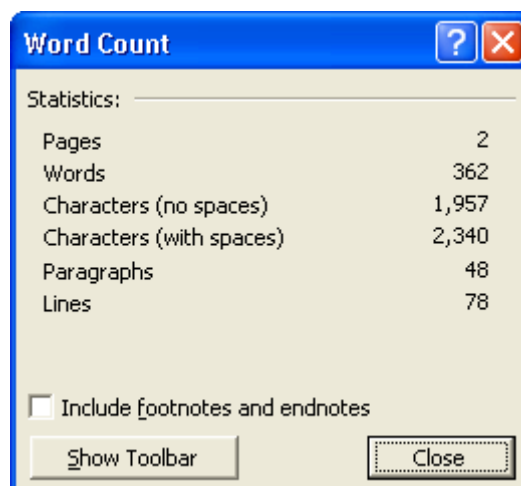 Word Count
Statistics:
Pages 2
Words 362
Characters (no spaces) 1,957
Characters (with spaces) 2,340
Paragraphs 48
Lines 78
Include footnotes and endnotes
Show Toolbar Close